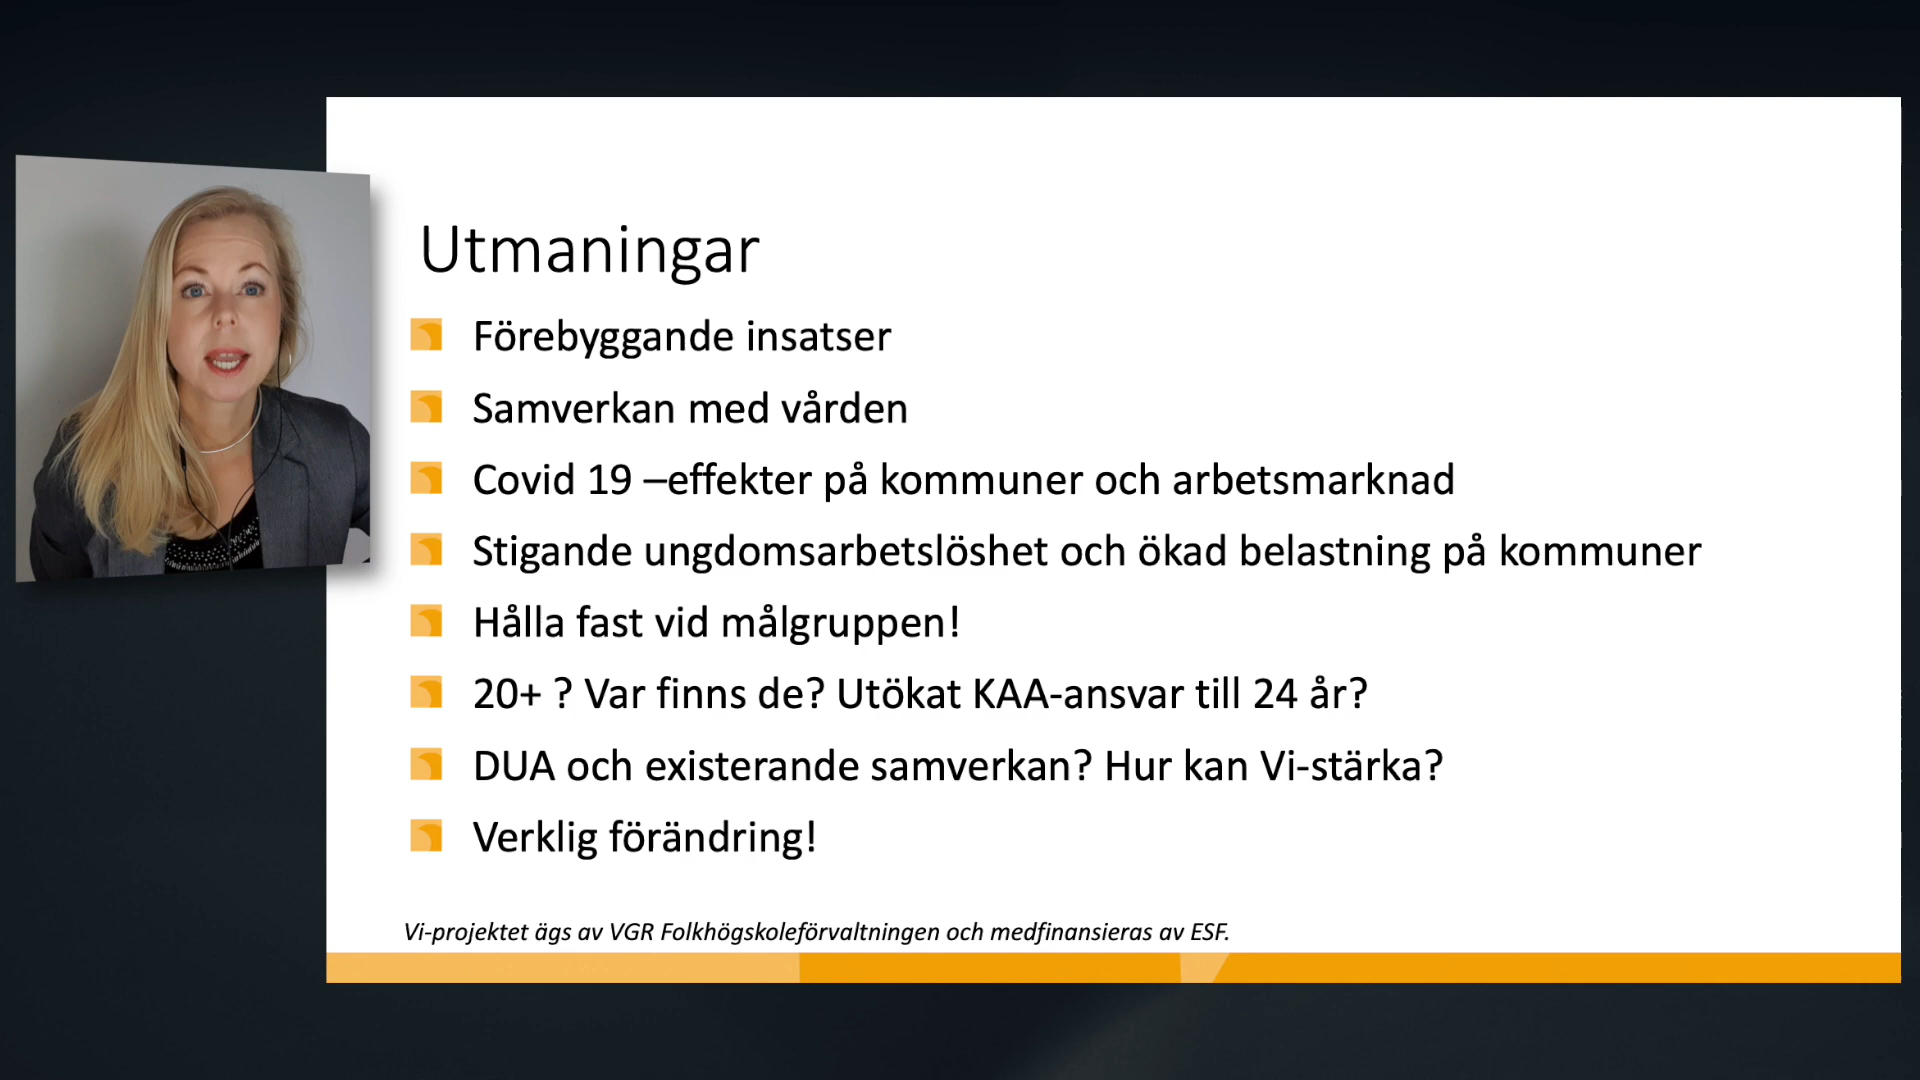 Utmaningar
Förebyggande insatser
Samverkan med vården
Covid 19 –effekter på kommuner och arbetsmarknad
Stigande ungdomsarbetslöshet och ökad belastning på kommuner
Hålla fast vid målgruppen!
20+ ? Var finns de? Utökat KAA-ansvar till 24 år?
DUA och existerande samverkan? Hur kan Vi-stärka?
Verklig förändring!
Vi-projektet ägs av VGR Folkhögskoleförvaltningen och medfinansieras av ESF.